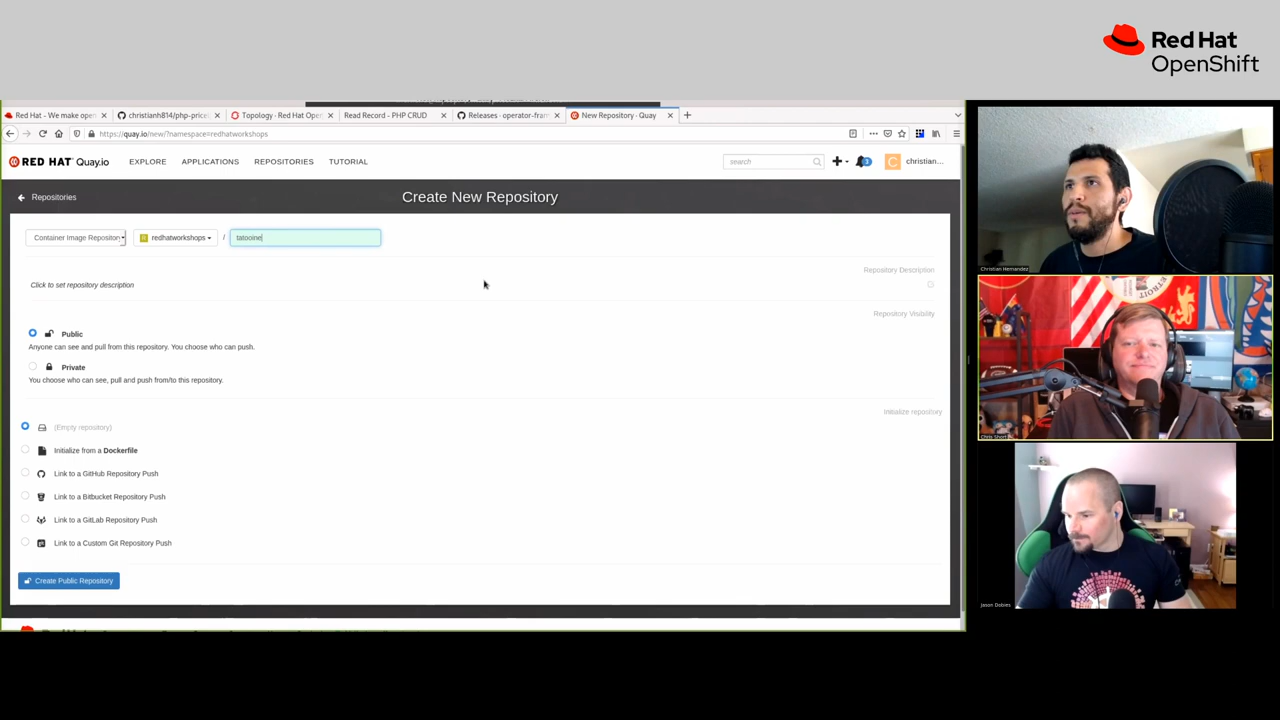 Red Hat
OpenShift
Red Hat - We make open
christianh814/php-price
Topology · Red Hat Ope
Read Record - PHP CRUD
Releases · operator-fram
New Repository · Quay
https://quay.io/new/?namespace=redhatworkshops
RED HAT Quay.io
EXPLORE
APPLICATIONS
REPOSITORIES
TUTORIAL
search
C
christian...
Repositories
Create New Repository
Container Image Repository
redhatworkshops
/
tatooine
Repository Description
Click to set repository description
Repository Visibility
Public
Anyone can see and pull from this repository. You choose who can push.
Private
You choose who can see, pull and push from/to this repository.
Initialize repository
(Empty repository)
Initialize from a Dockerfile
Link to a GitHub Repository Push
Link to a Bitbucket Repository Push
Link to a GitLab Repository Push
Link to a Custom Git Repository Push
Create Public Repository
Christian Hernandez
DETROIT
Chris Short
Jason Dobies